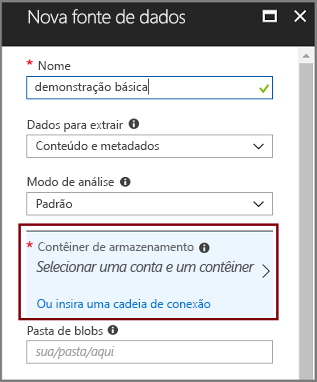 Nova fonte de dados
* Nome
demonstração básica
Dados para extrair
Conteúdo e metadados
Modo de análise
Padrão
* Contêiner de armazenamento
Selecionar uma conta e um contêiner
Ou insira uma cadeia de conexão
Pasta de blobs
sua/pasta/aqui